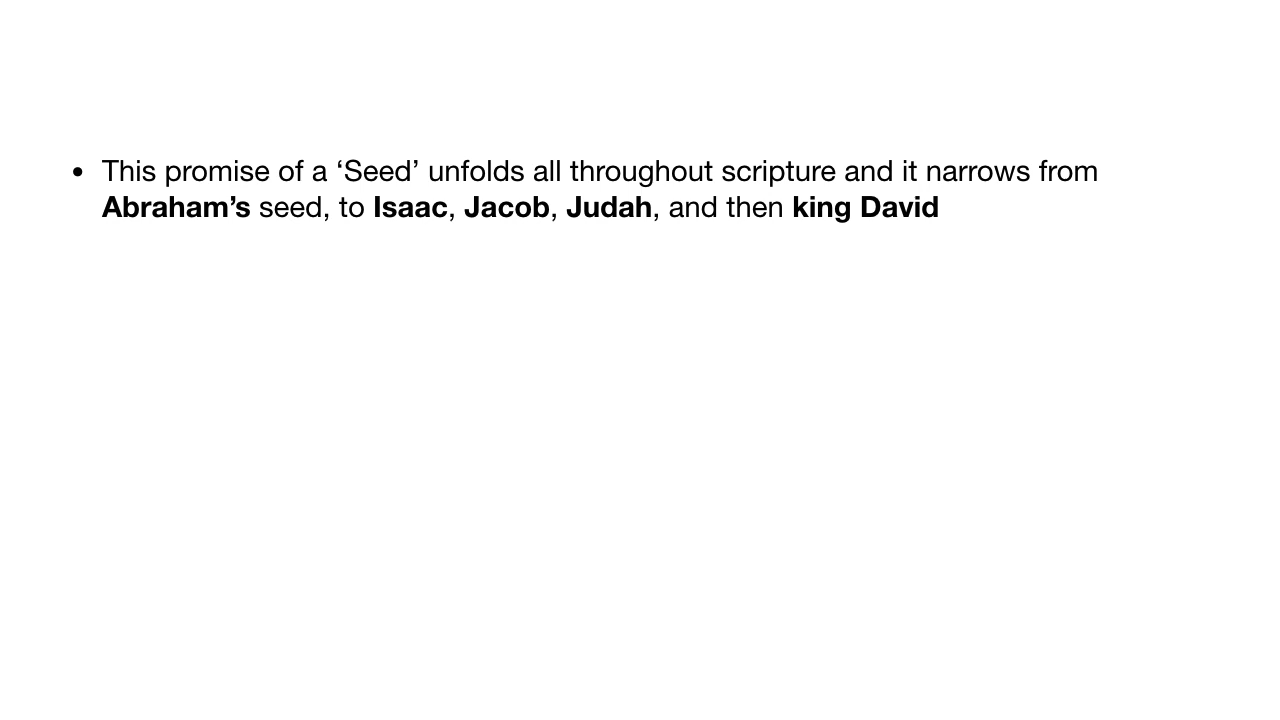 • This promise of a ‘Seed’ unfolds all throughout scripture and it narrows from
Abraham’s seed, to Isaac, Jacob, Judah, and then king David